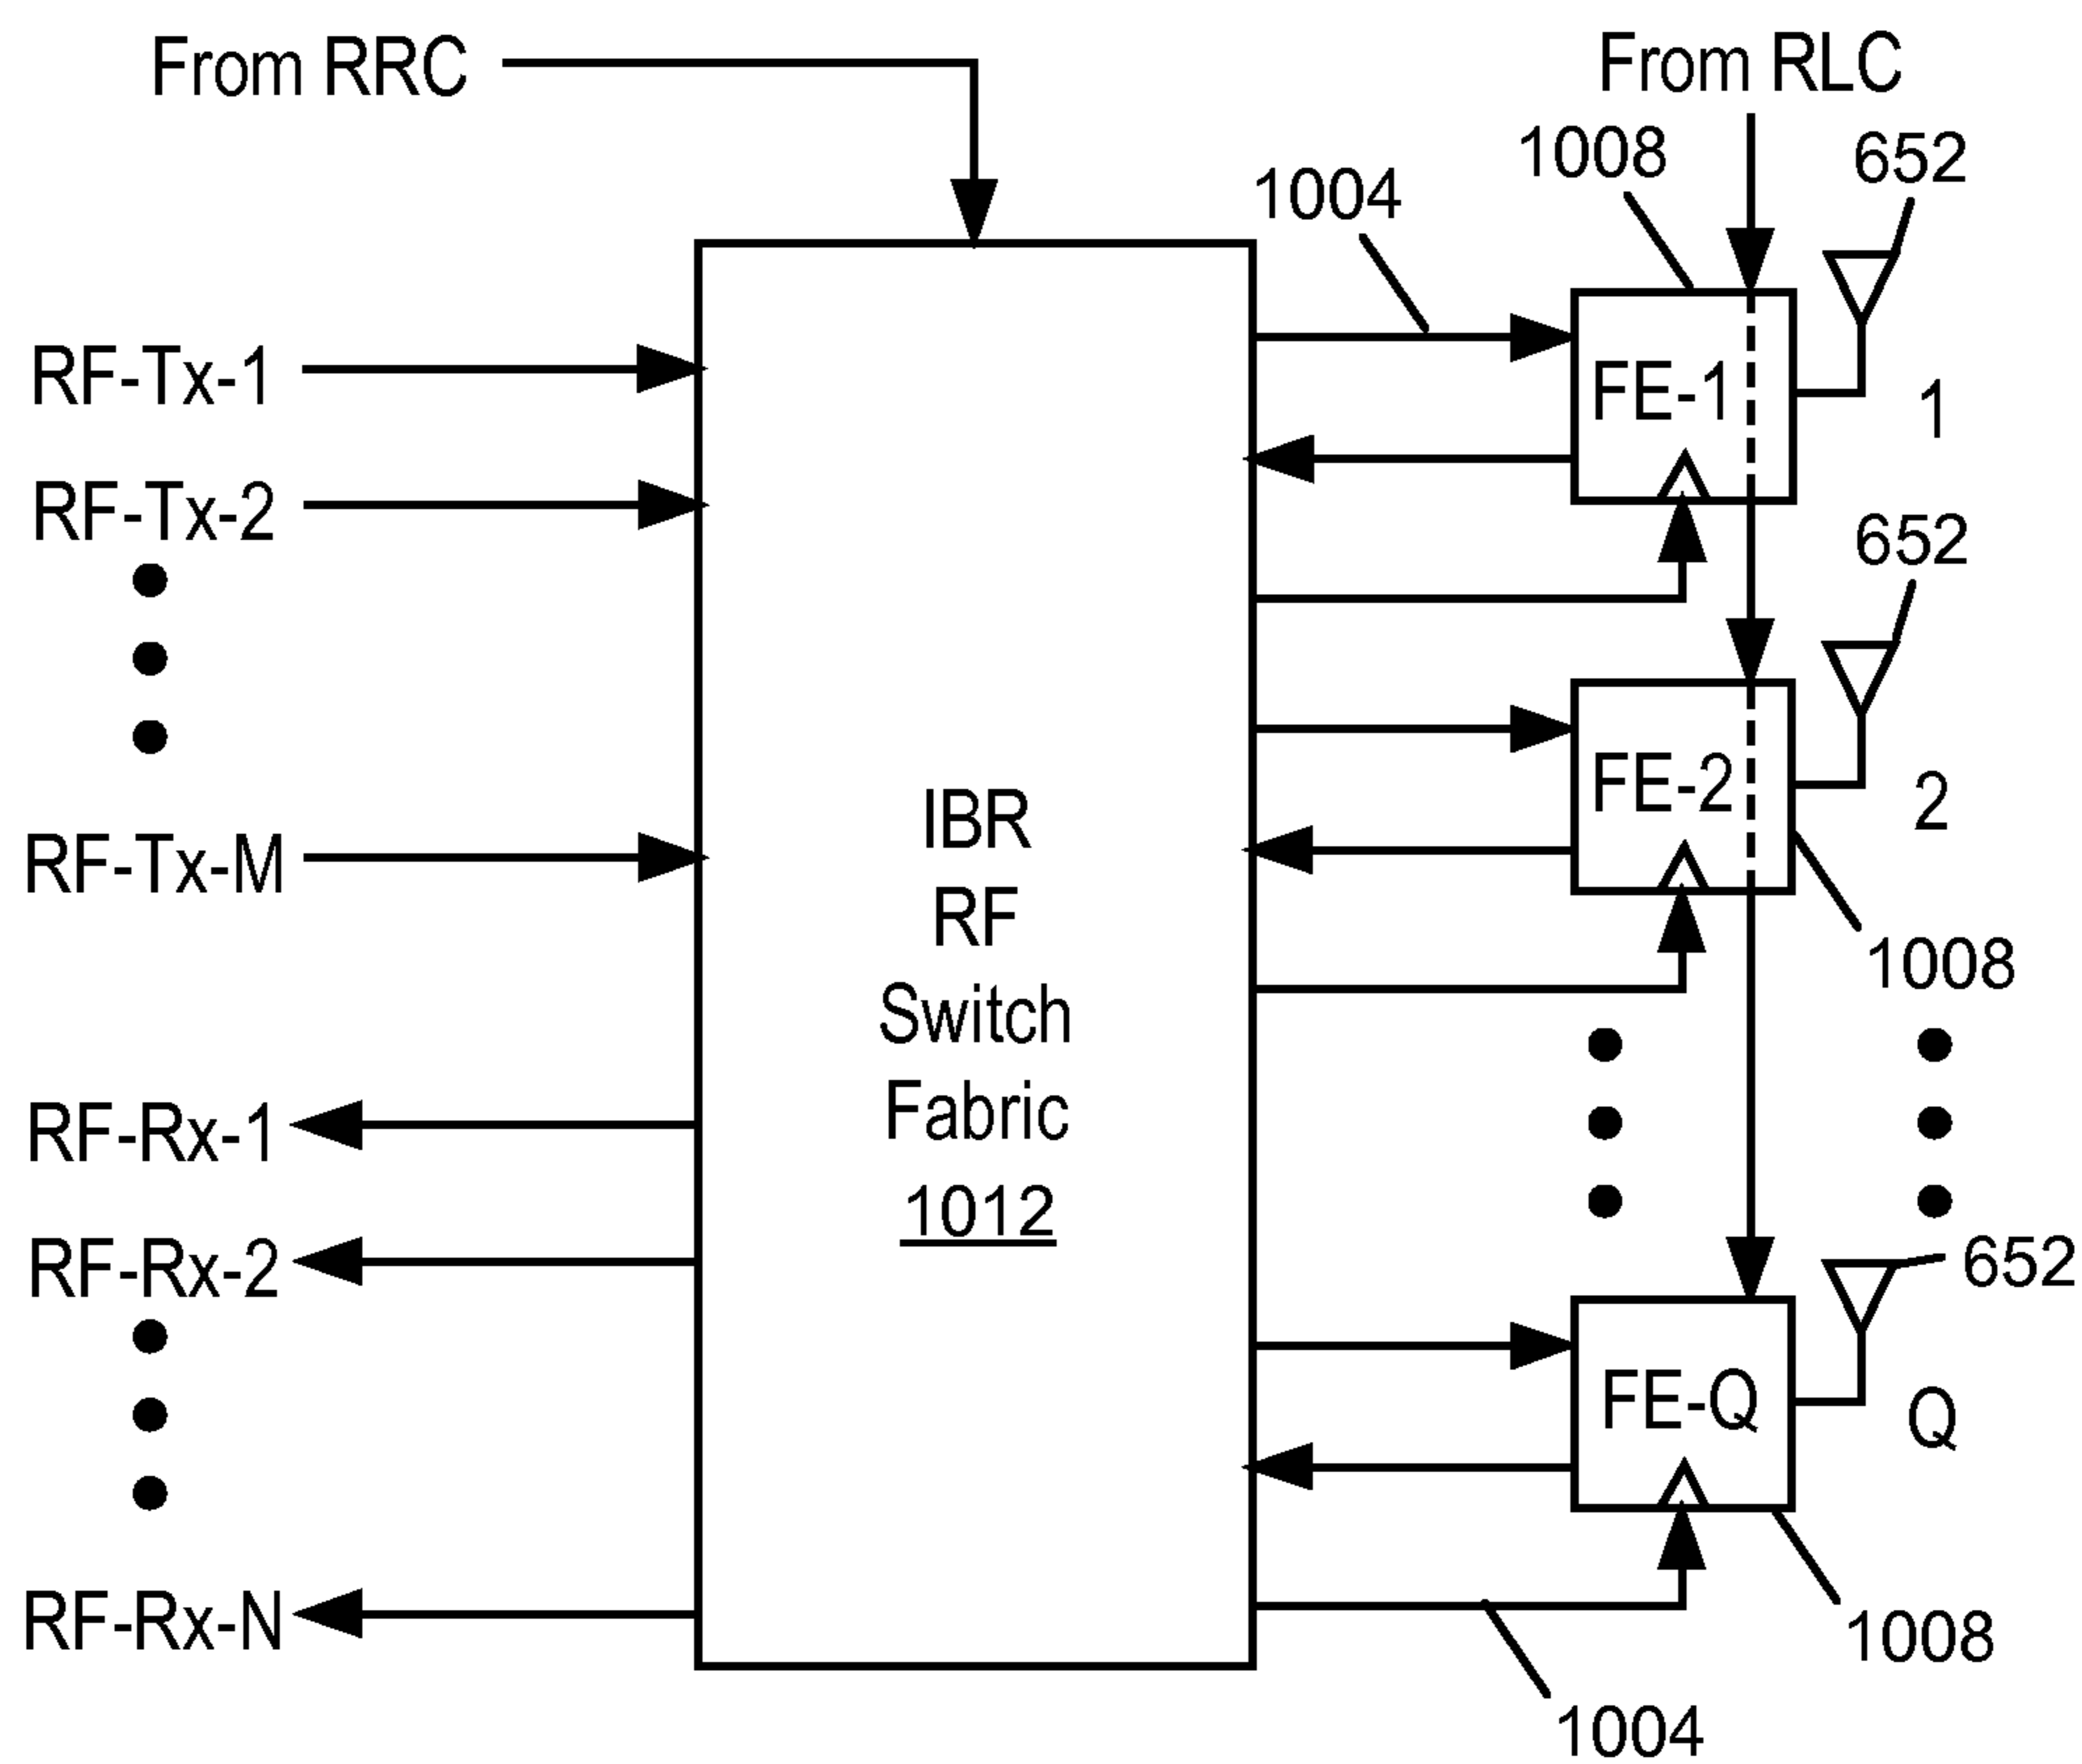 From RRC
From RLC
1008
652
1004
RF-Tx-1
FE-1
1
RF-Tx-2
652
FE-2
2
IBR
RF
Switch
Fabric
1012
RF-Tx-M
1008
RF-Rx-1
RF-Rx-2
652
FE-Q
Q
RF-Rx-N
1008
1004